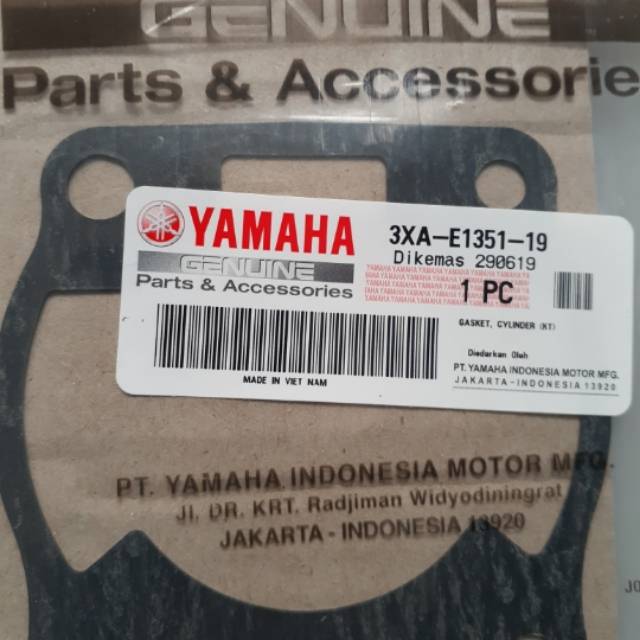 GENUINE
Parts & Accessorie
YAMAHA
GENUINE
Parts & Accessories
3XA-E1351-19
Dikemas 290619
1 PC
GASKET, CYLINDER (KT)
Diedarkan Oleh
PT. YAMAHA INDONESIA MOTOR MFG.
JAKARTA-INDONESIA 13920
MADE IN VIET NAM
PT. YAMAHA INDONESIA MOTOR MFG.
Jl. DR. KRT. Radjiman Widyodiningrat
JAKARTA - INDONESIA 13920